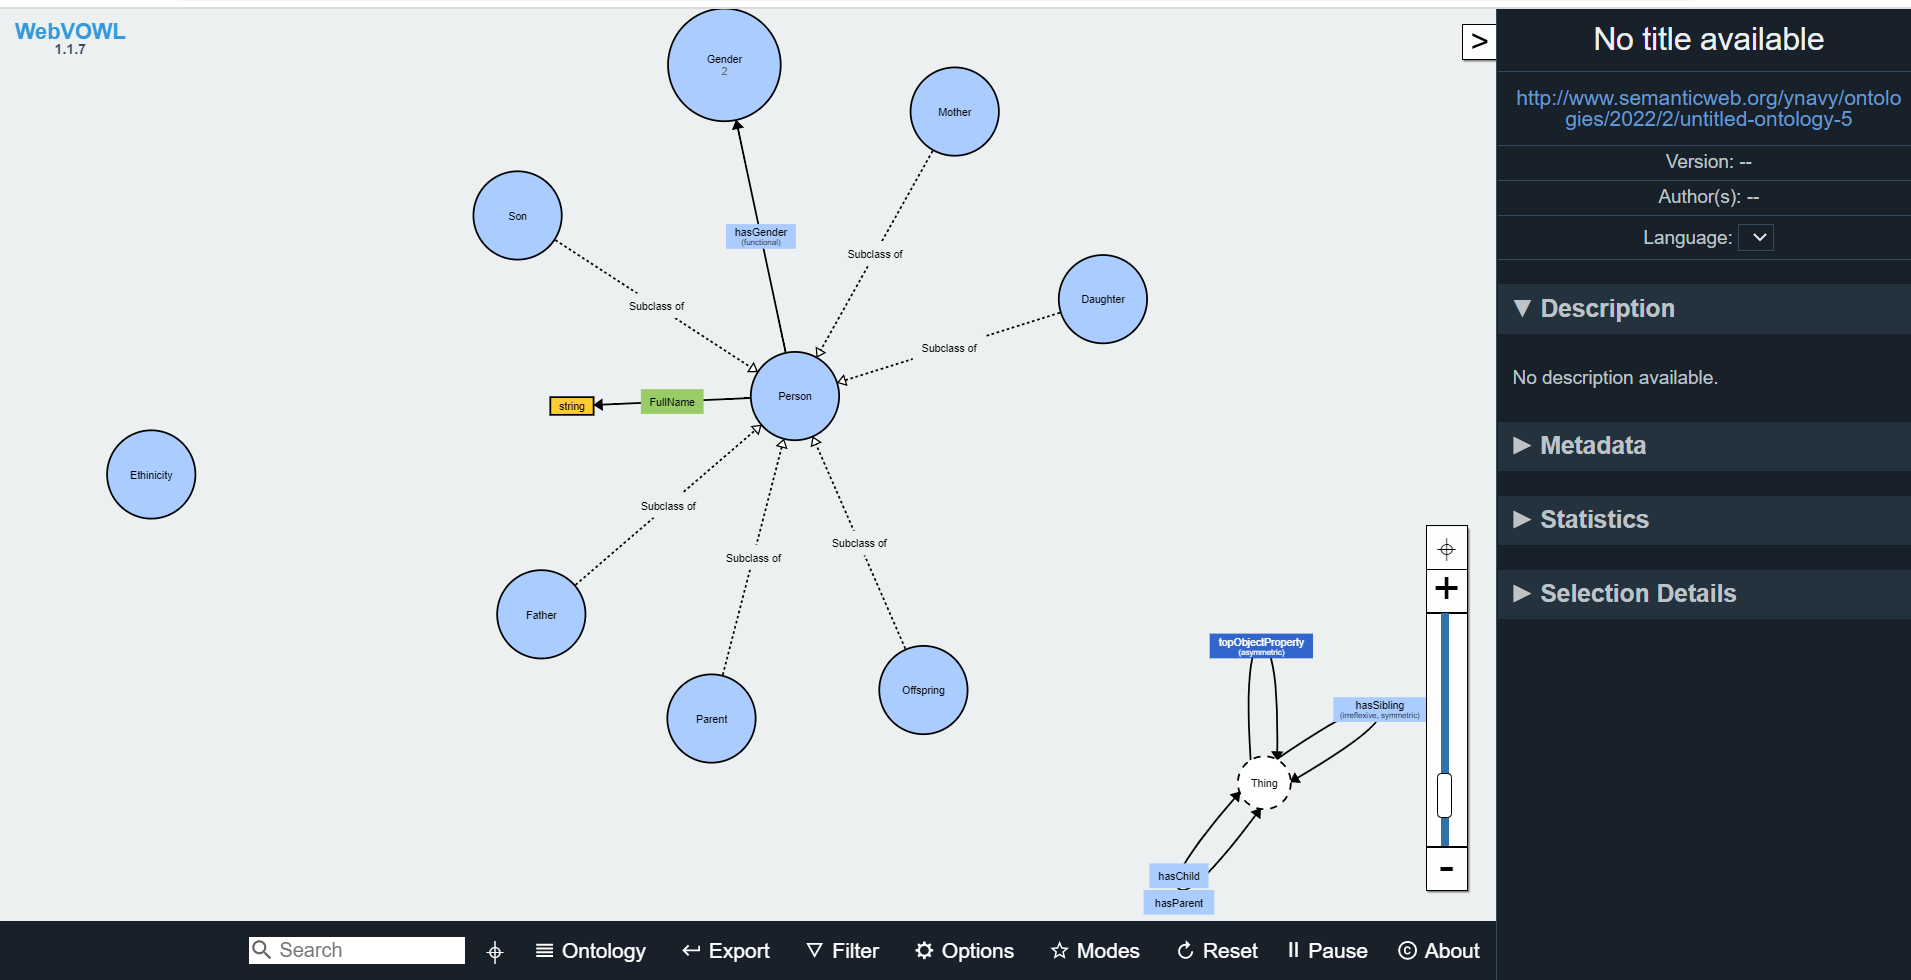 WebVOWL
1.1.7
Gender
2
Mother
Son
hasGender
(functional)
Subclass of
Daughter
Subclass of
Subclass of
Person
string
FullName
Ethinicity
Subclass of
Subclass of
Subclass of
Father
Parent
Offspring
topObjectProperty
(asymmetric)
hasSibling
(irreflexive, symmetric)
Thing
hasChild
hasParent
>
+
-
No title available
http://www.semanticweb.org/ynavy/ontolo
gies/2022/2/untitled-ontology-5
Version: --
Author(s): --
Language:
Description
No description available.
Metadata
Statistics
Selection Details
Search
Ontology
Export
Filter
Options
Modes
Reset
Pause
© About